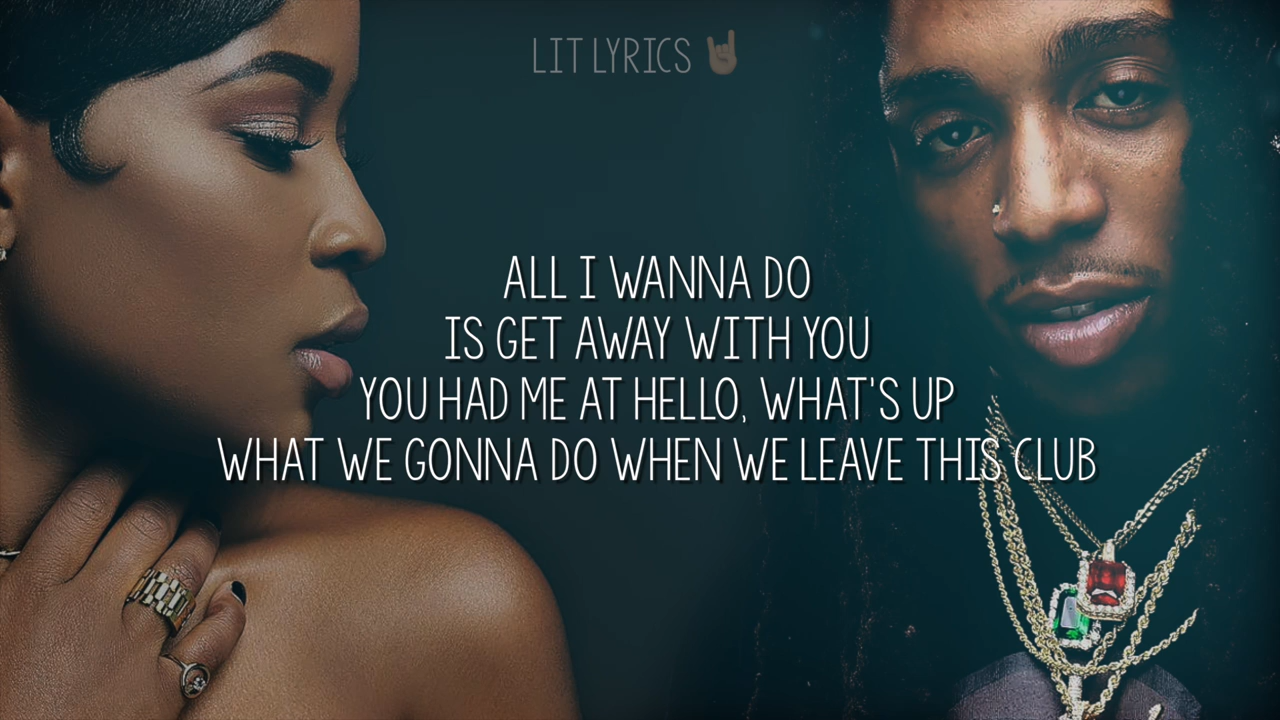 LIT LYRICS 🤘
ALL I WANNA DO
IS GET AWAY WITH YOU
YOU HAD ME AT HELLO, WHAT'S UP
WHAT WE GONNA DO WHEN WE LEAVE THIS CLUB